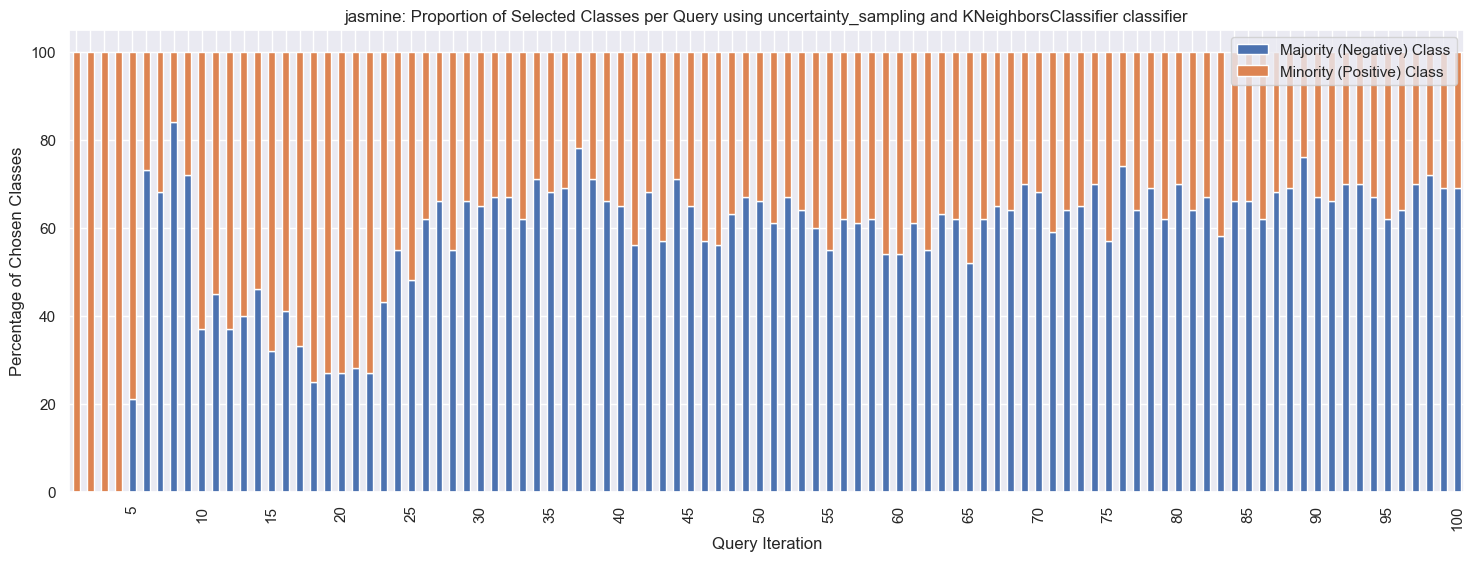 jasmine: Proportion of Selected Classes per Query using uncertainty_sampling and KNeighborsClassifier classifier
Majority (Negative) Class
Minority (Positive) Class
Percentage of Chosen Classes
100
80
60
40
20
0
5 10 15 20 25 30 35 40 45 50 55 60 65 70 75 80 85 90 95 100
Query Iteration